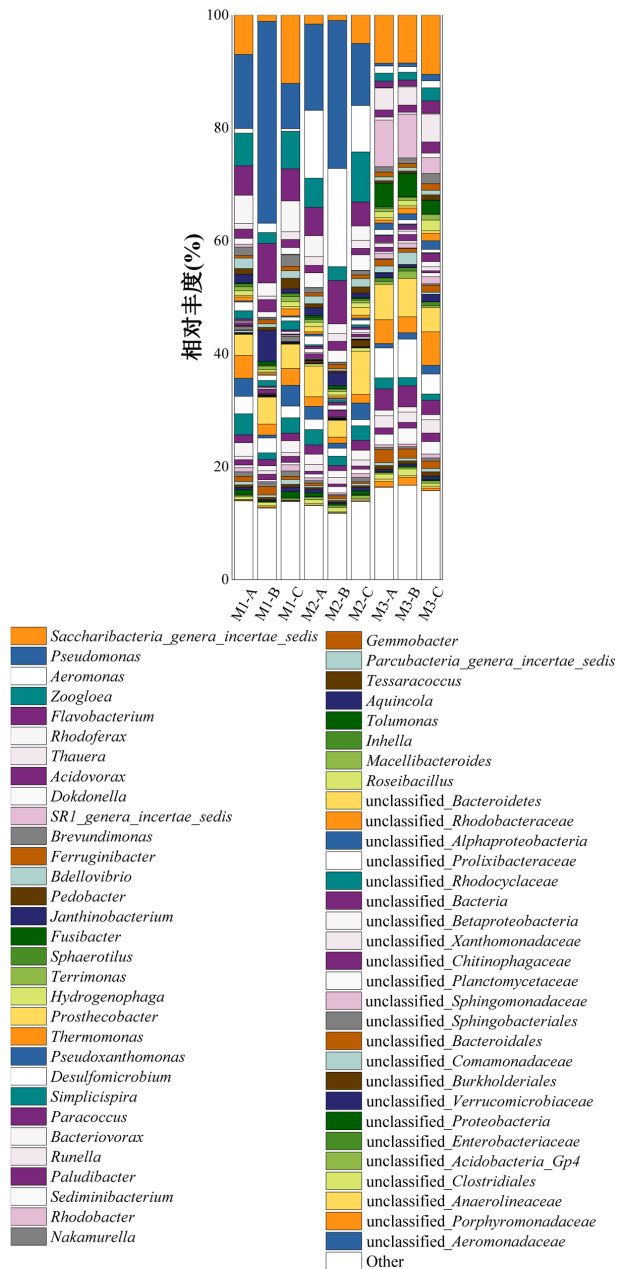 100
80
60
40
20
0
相对丰度(%)
M1-A
M1-B
M1-C
M2-A
M2-B
M2-C
M3-A
M3-B
M3-C
Saccharibacteria_genera_incertae_sedis
Pseudomonas
Aeromonas
Zoogloea
Flavobacterium
Rhodoferax
Thauera
Acidovorax
Dokdonella
SR1_genera_incertae_sedis
Brevundimonas
Ferruginibacter
Bdellovibrio
Pedobacter
Janthinobacterium
Fusibacter
Sphaerotilus
Terrimonas
Hydrogenophaga
Prosthecobacter
Thermomonas
Pseudoxanthomonas
Desulfomicrobium
Simplicispira
Paracoccus
Bacteriovorax
Runella
Paludibacter
Sediminibacterium
Rhodobacter
Nakamurella
Gemmobacter
Parcubacteria_genera_incertae_sedis
Tessaracoccus
Aquincola
Tolumonas
Inhella
Macellibacteroides
Roseibacillus
unclassified_Bacteroidetes
unclassified_Rhodobacteraceae
unclassified_Alphaproteobacteria
unclassified_Prolixibacteraceae
unclassified_Rhodocyclaceae
unclassified_Bacteria
unclassified_Betaproteobacteria
unclassified_Xanthomonadaceae
unclassified_Chitinophagaceae
unclassified_Planctomycetaceae
unclassified_Sphingomonadaceae
unclassified_Sphingobacteriales
unclassified_Bacteroidales
unclassified_Comamonadaceae
unclassified_Burkholderiales
unclassified_Verrucomicrobiaceae
unclassified_Proteobacteria
unclassified_Enterobacteriaceae
unclassified_Acidobacteria_Gp4
unclassified_Clostridiales
unclassified_Anaerolineaceae
unclassified_Porphyromonadaceae
unclassified_Aeromonadaceae
Other